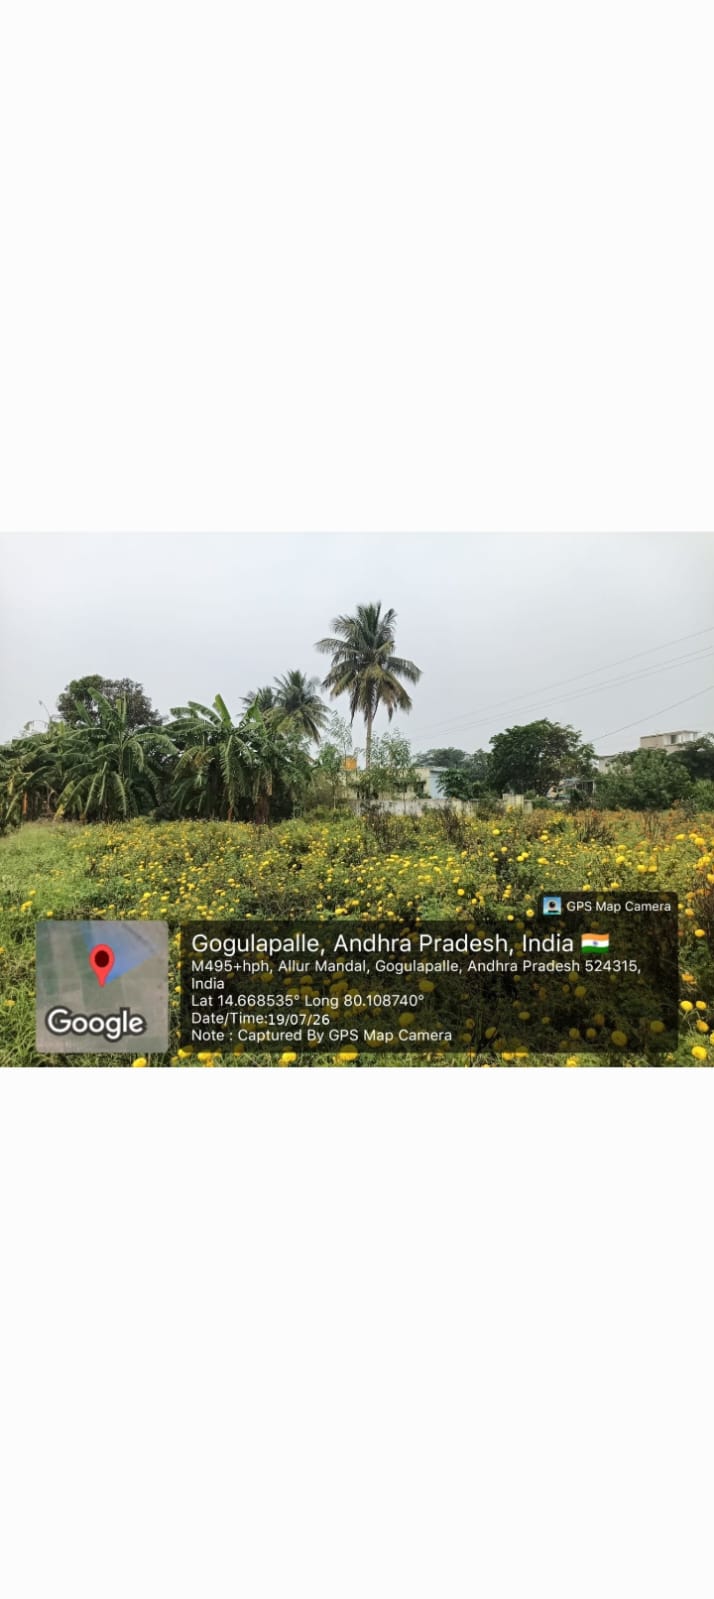 GPS Map Camera
Gogulapalle, Andhra Pradesh, India
M495+hph, Allur Mandal, Gogulapalle, Andhra Pradesh 524315,
India
Lat 14.668535° Long 80.108740°
Date/Time:19/07/26
Note : Captured By GPS Map Camera
Google